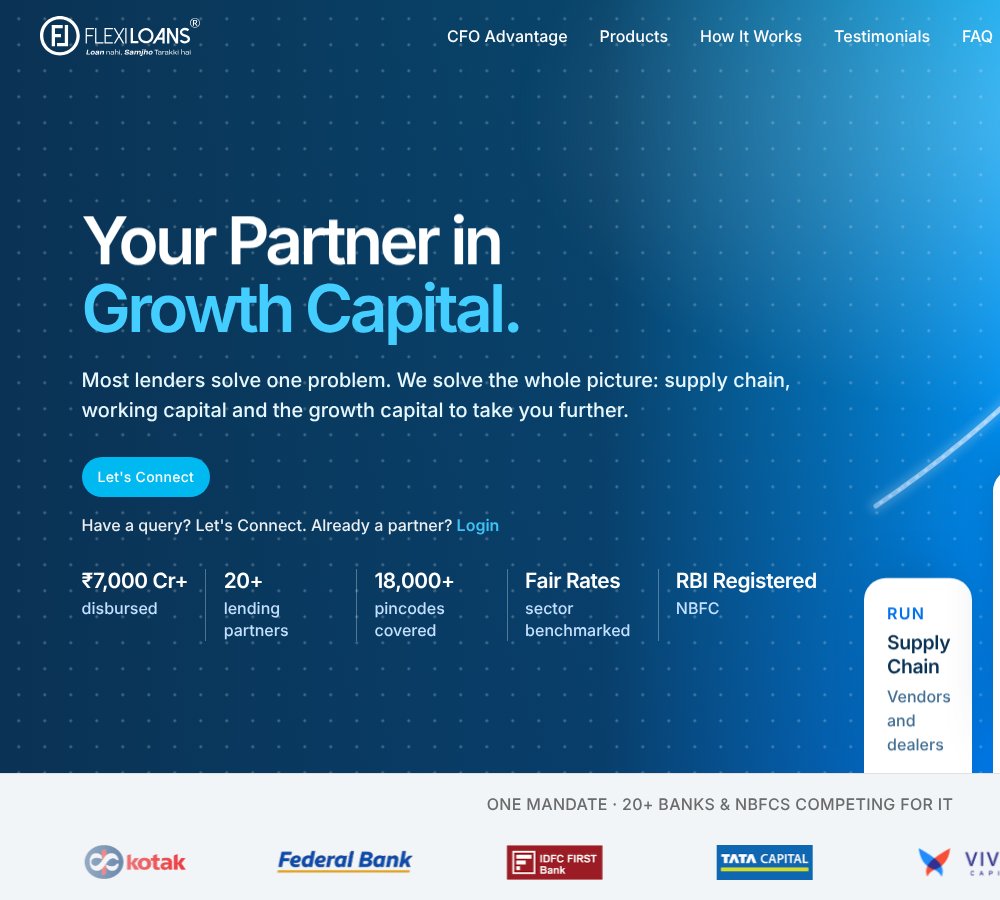 FLEXILOANS®
Loan nahi, Samjho Tarakki hai
CFO Advantage
Products
How It Works
Testimonials
FAQ
Your Partner in
Growth Capital.
Most lenders solve one problem. We solve the whole picture: supply chain,
working capital and the growth capital to take you further.
Let's Connect
Have a query? Let's Connect. Already a partner? Login
₹7,000 Cr+
disbursed
20+
lending
partners
18,000+
pincodes
covered
Fair Rates
sector
benchmarked
RBI Registered
NBFC
RUN
Supply
Chain
Vendors
and
dealers
ONE MANDATE · 20+ BANKS & NBFCS COMPETING FOR IT
kotak
Federal Bank
IDFC FIRST
Bank
TATA CAPITAL